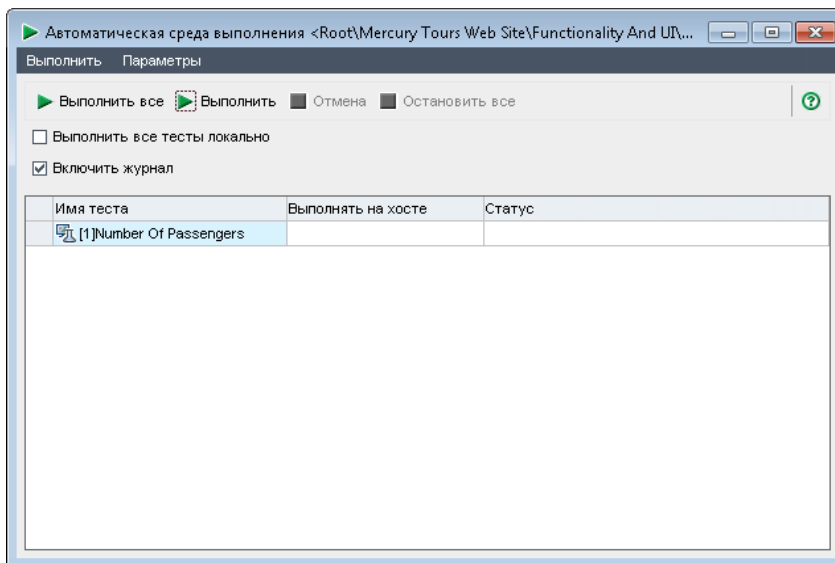 Автоматическая среда выполнения <Root\Mercury Tours Web Site\Functionality And UI\...
Выполнить Параметры
Выполнить все Выполнить Отмена Остановить все
Выполнить все тесты локально
Включить журнал
Имя теста Выполнять на хосте Статус
[1]Number Of Passengers